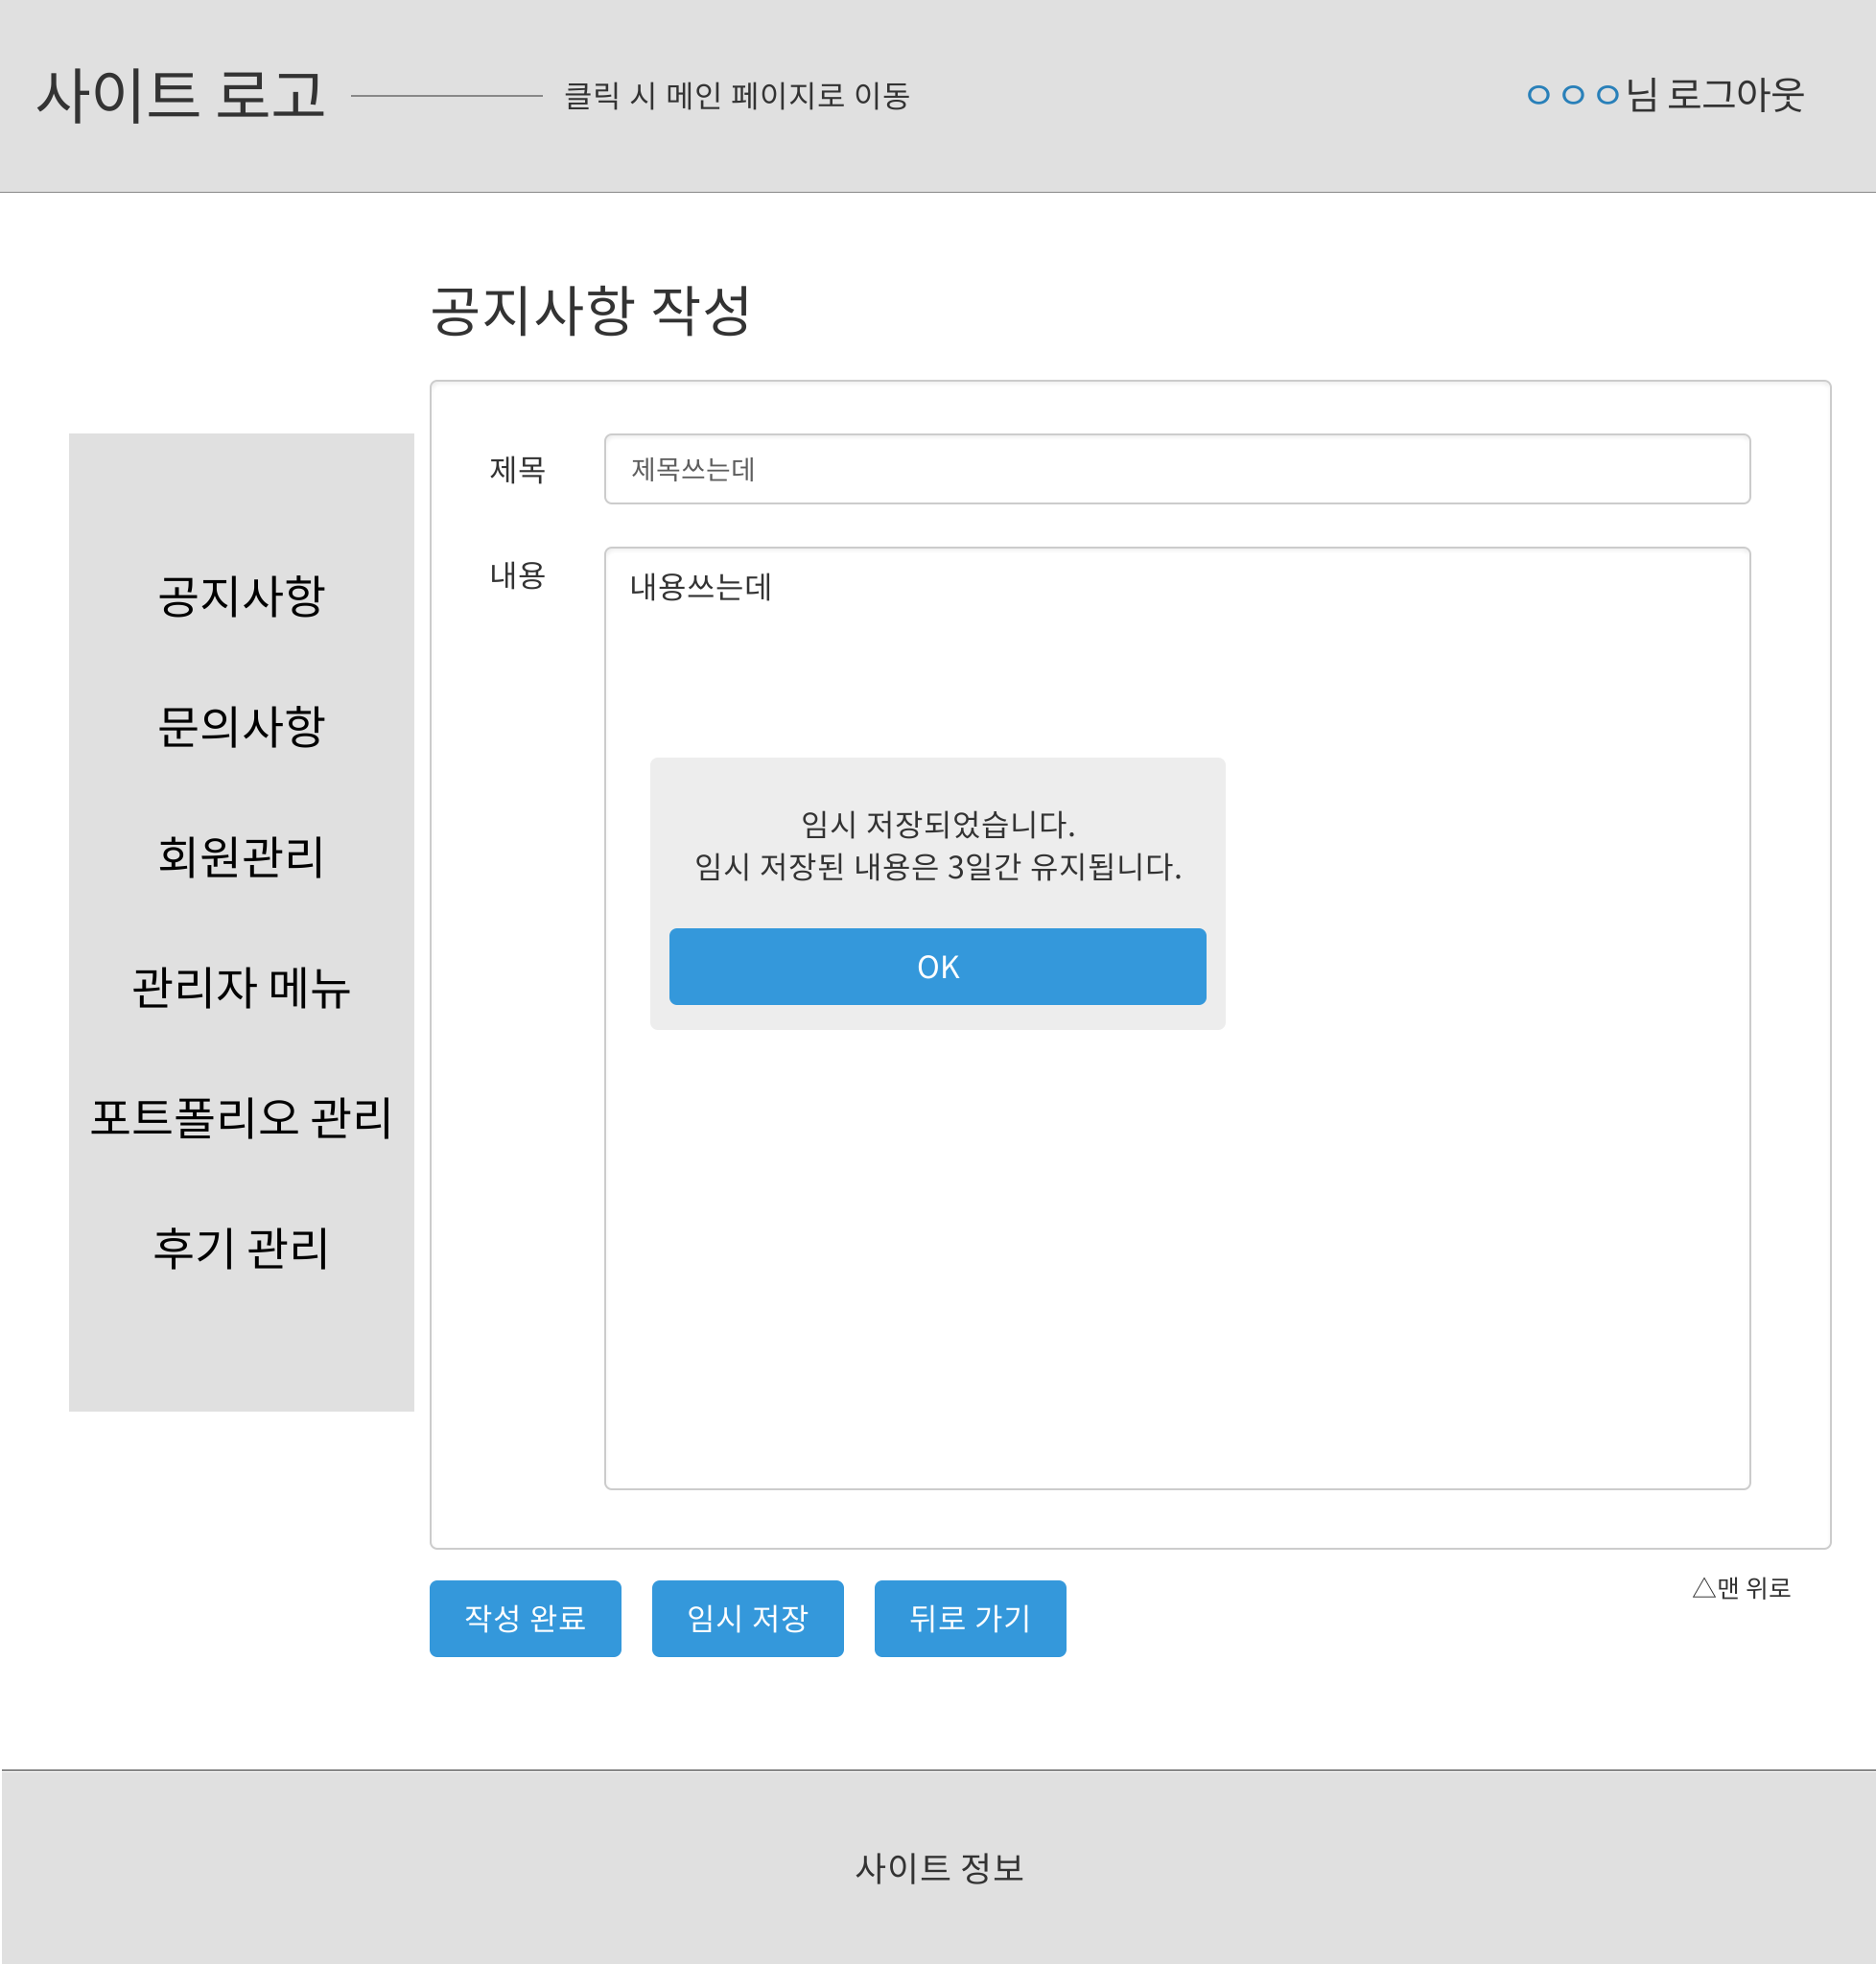 사이트 로고
클릭 시 메인 페이지로 이동
ㅇㅇㅇ님 로그아웃
공지사항 작성
공지사항
문의사항
회원관리
관리자 메뉴
포트폴리오 관리
후기 관리
제목
제목쓰는데
내용
내용쓰는데
임시 저장되었습니다.
임시 저장된 내용은 3일간 유지됩니다.
OK
작성 완료
임시 저장
뒤로 가기
△맨 위로
사이트 정보